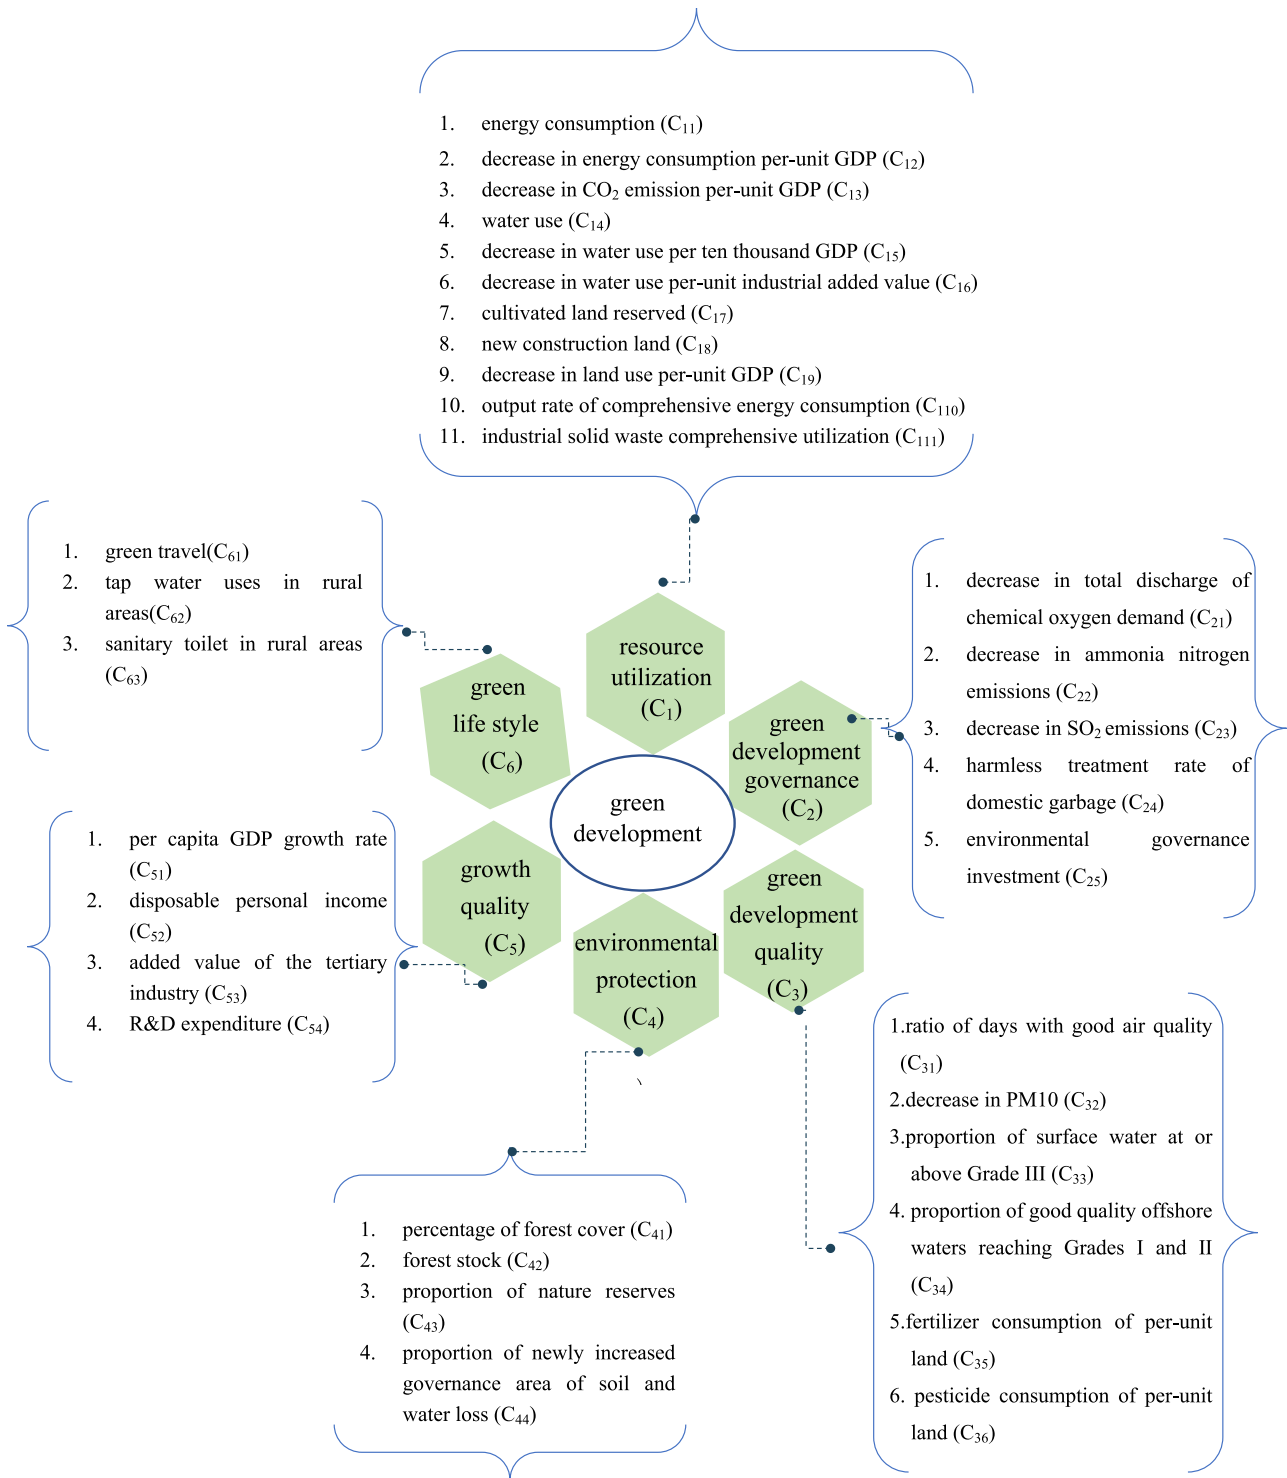 1. energy consumption (C₁₁)
2. decrease in energy consumption per-unit GDP (C₁₂)
3. decrease in CO₂ emission per-unit GDP (C₁₃)
4. water use (C₁₄)
5. decrease in water use per ten thousand GDP (C₁₅)
6. decrease in water use per-unit industrial added value (C₁₆)
7. cultivated land reserved (C₁₇)
8. new construction land (C₁₈)
9. decrease in land use per-unit GDP (C₁₉)
10. output rate of comprehensive energy consumption (C₁₁₀)
11. industrial solid waste comprehensive utilization (C₁₁₁)
1. green travel(C₆₁)
2. tap water uses in rural
areas(C₆₂)
3. sanitary toilet in rural areas
(C₆₃)
resource
utilization
(C₁)
green
life style
(C₆)
green
development
governance
(C₂)
1. decrease in total discharge of
chemical oxygen demand (C₂₁)
2. decrease in ammonia nitrogen
emissions (C₂₂)
3. decrease in SO₂ emissions (C₂₃)
4. harmless treatment rate of
domestic garbage (C₂₄)
5. environmental governance
investment (C₂₅)
green
development
1. per capita GDP growth rate
(C₅₁)
2. disposable personal income
(C₅₂)
3. added value of the tertiary
industry (C₅₃)
4. R&D expenditure (C₅₄)
growth
quality
(C₅)
environmental
protection
(C₄)
green
development
quality
(C₃)
1.ratio of days with good air quality
(C₃₁)
2.decrease in PM10 (C₃₂)
3.proportion of surface water at or
above Grade III (C₃₃)
4. proportion of good quality offshore
waters reaching Grades I and II
(C₃₄)
5.fertilizer consumption of per-unit
land (C₃₅)
6. pesticide consumption of per-unit
land (C₃₆)
1. percentage of forest cover (C₄₁)
2. forest stock (C₄₂)
3. proportion of nature reserves
(C₄₃)
4. proportion of newly increased
governance area of soil and
water loss (C₄₄)